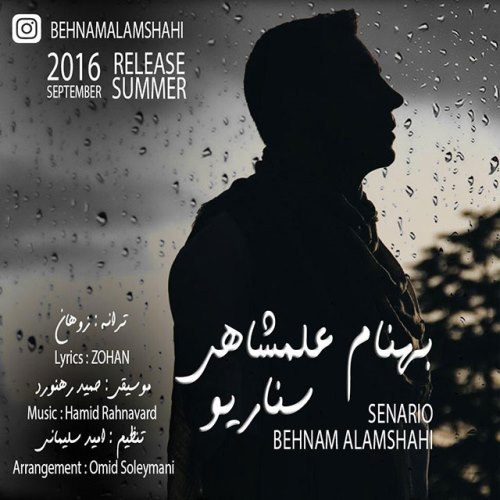 BEHNAMALAMSHAHI
2016 RELEASE
SEPTEMBER SUMMER
ترانه : زوهان
Lyrics : ZOHAN
موسیقی : حمید رهنورد
Music : Hamid Rahnavard
تنظیم : امید سلیمانی
Arrangement : Omid Soleymani
بهنام علمشاهی
سناریو
SENARIO
BEHNAM ALAMSHAHI